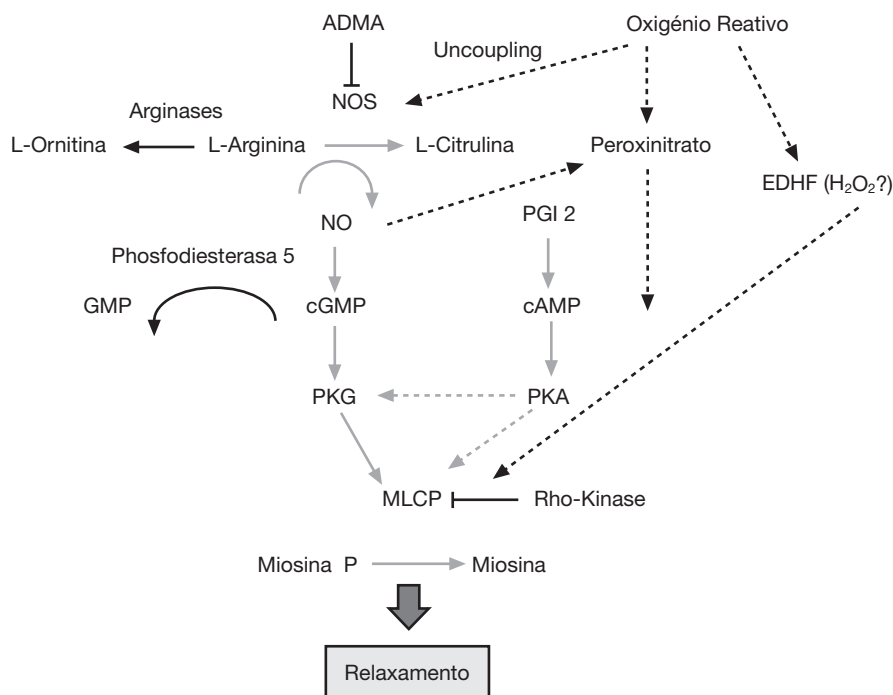 ADMA
Oxigénio Reativo
Uncoupling
NOS
Arginases
L-Ornitina
L-Arginina
L-Citrulina
Peroxinitrato
EDHF (H₂O₂?)
NO
PGI 2
Phosfodiesterasa 5
GMP
cGMP
cAMP
PKG
PKA
MLCP
Rho-Kinase
Miosina P
Miosina
Relaxamento